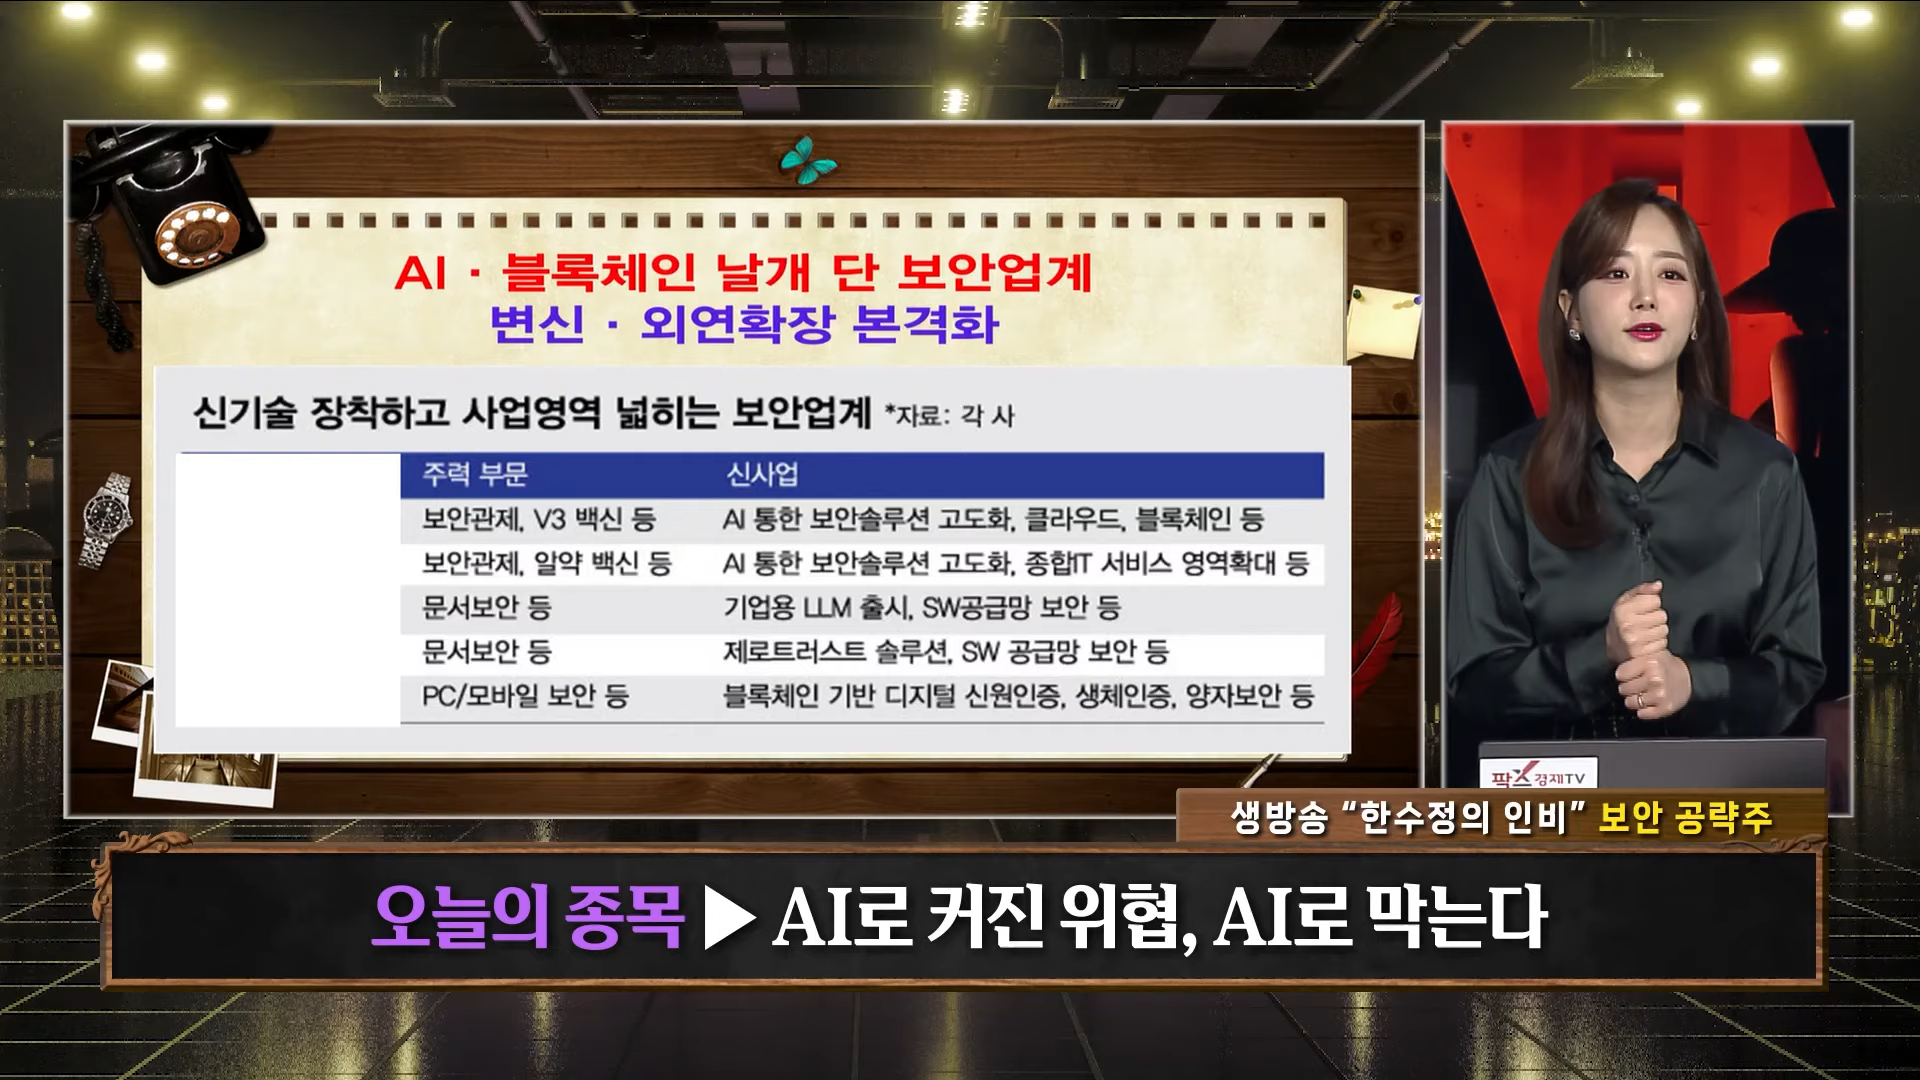 AI · 블록체인 날개 단 보안업계
변신 · 외연확장 본격화
신기술 장착하고 사업영역 넓히는 보안업계 *자료: 각 사
주력 부문 신사업
보안관제, V3 백신 등 AI 통한 보안솔루션 고도화, 클라우드, 블록체인 등
보안관제, 알약 백신 등 AI 통한 보안솔루션 고도화, 종합IT 서비스 영역확대 등
문서보안 등 기업용 LLM 출시, SW공급망 보안 등
문서보안 등 제로트러스트 솔루션, SW 공급망 보안 등
PC/모바일 보안 등 블록체인 기반 디지털 신원인증, 생체인증, 양자보안 등
팍스경제TV
생방송 “한수정의 인비” 보안 공략주
오늘의 종목 ▶ AI로 커진 위협, AI로 막는다